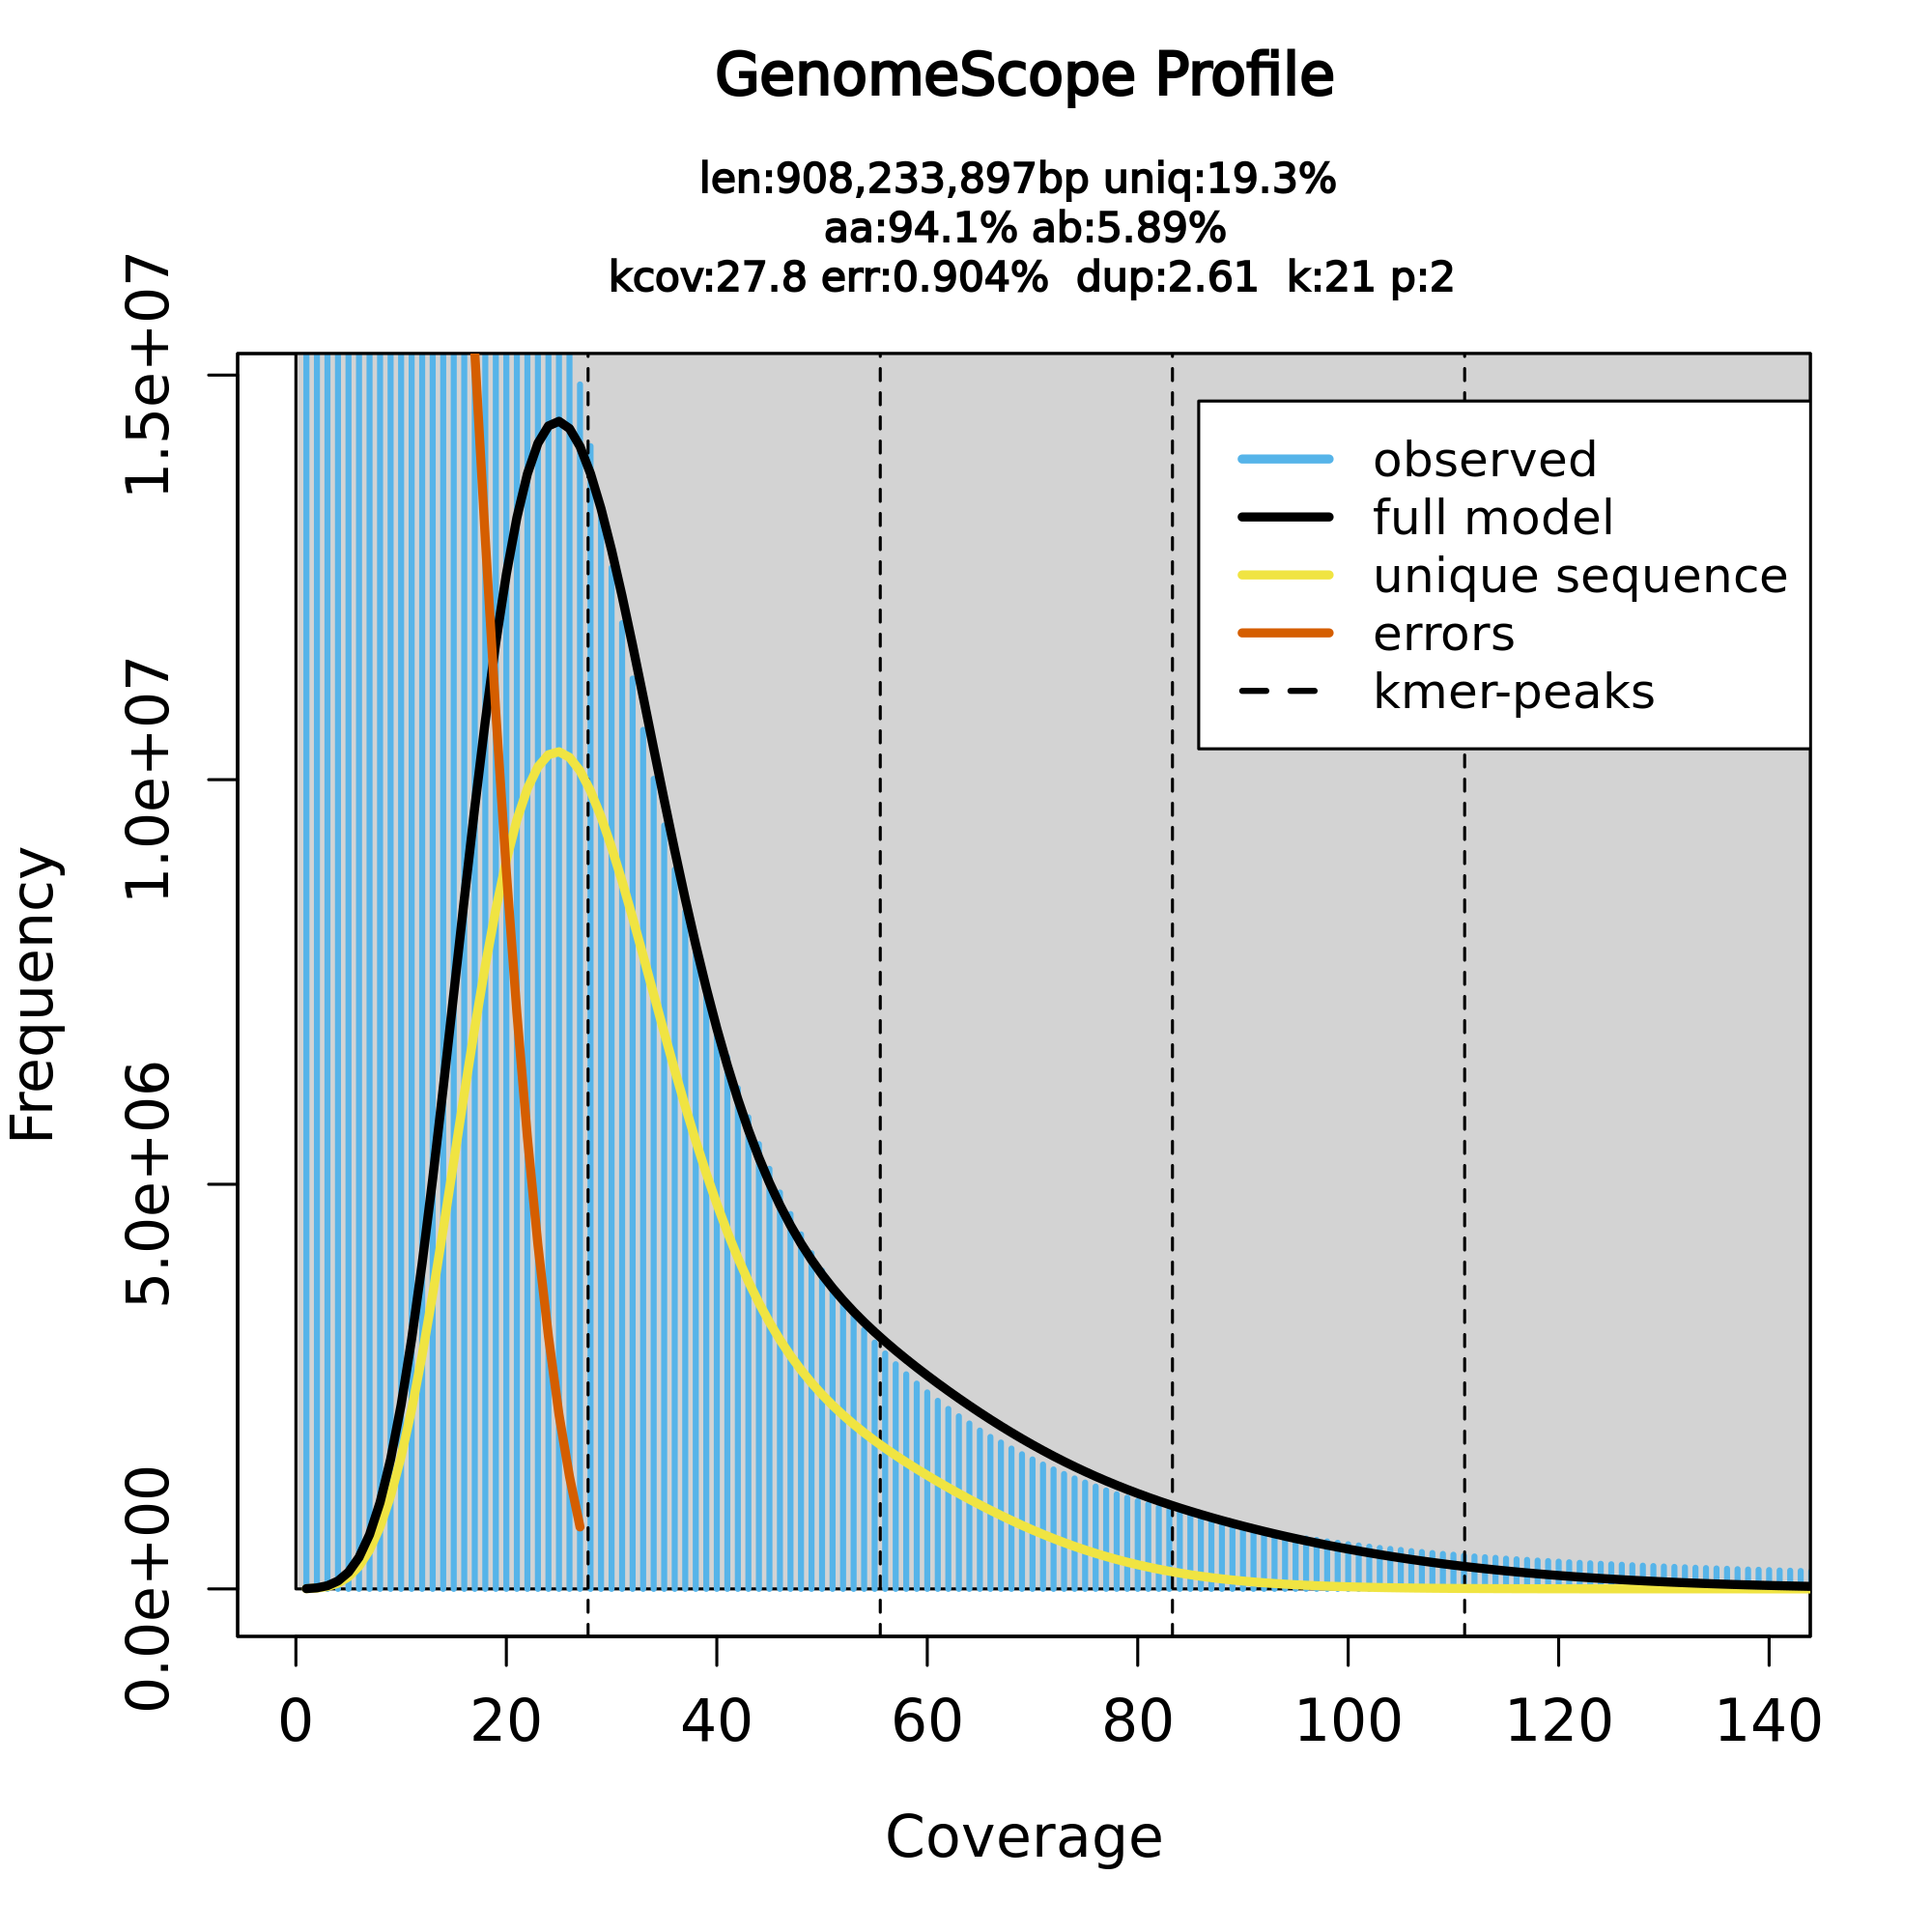 GenomeScope Profile
len:908,233,897bp uniq:19.3%
aa:94.1% ab:5.89%
kcov:27.8 err:0.904% dup:2.61 k:21 p:2
Frequency
1.5e+07
1.0e+07
5.0e+06
0.0e+00
observed
full model
unique sequence
errors
kmer-peaks
0 20 40 60 80 100 120 140
Coverage